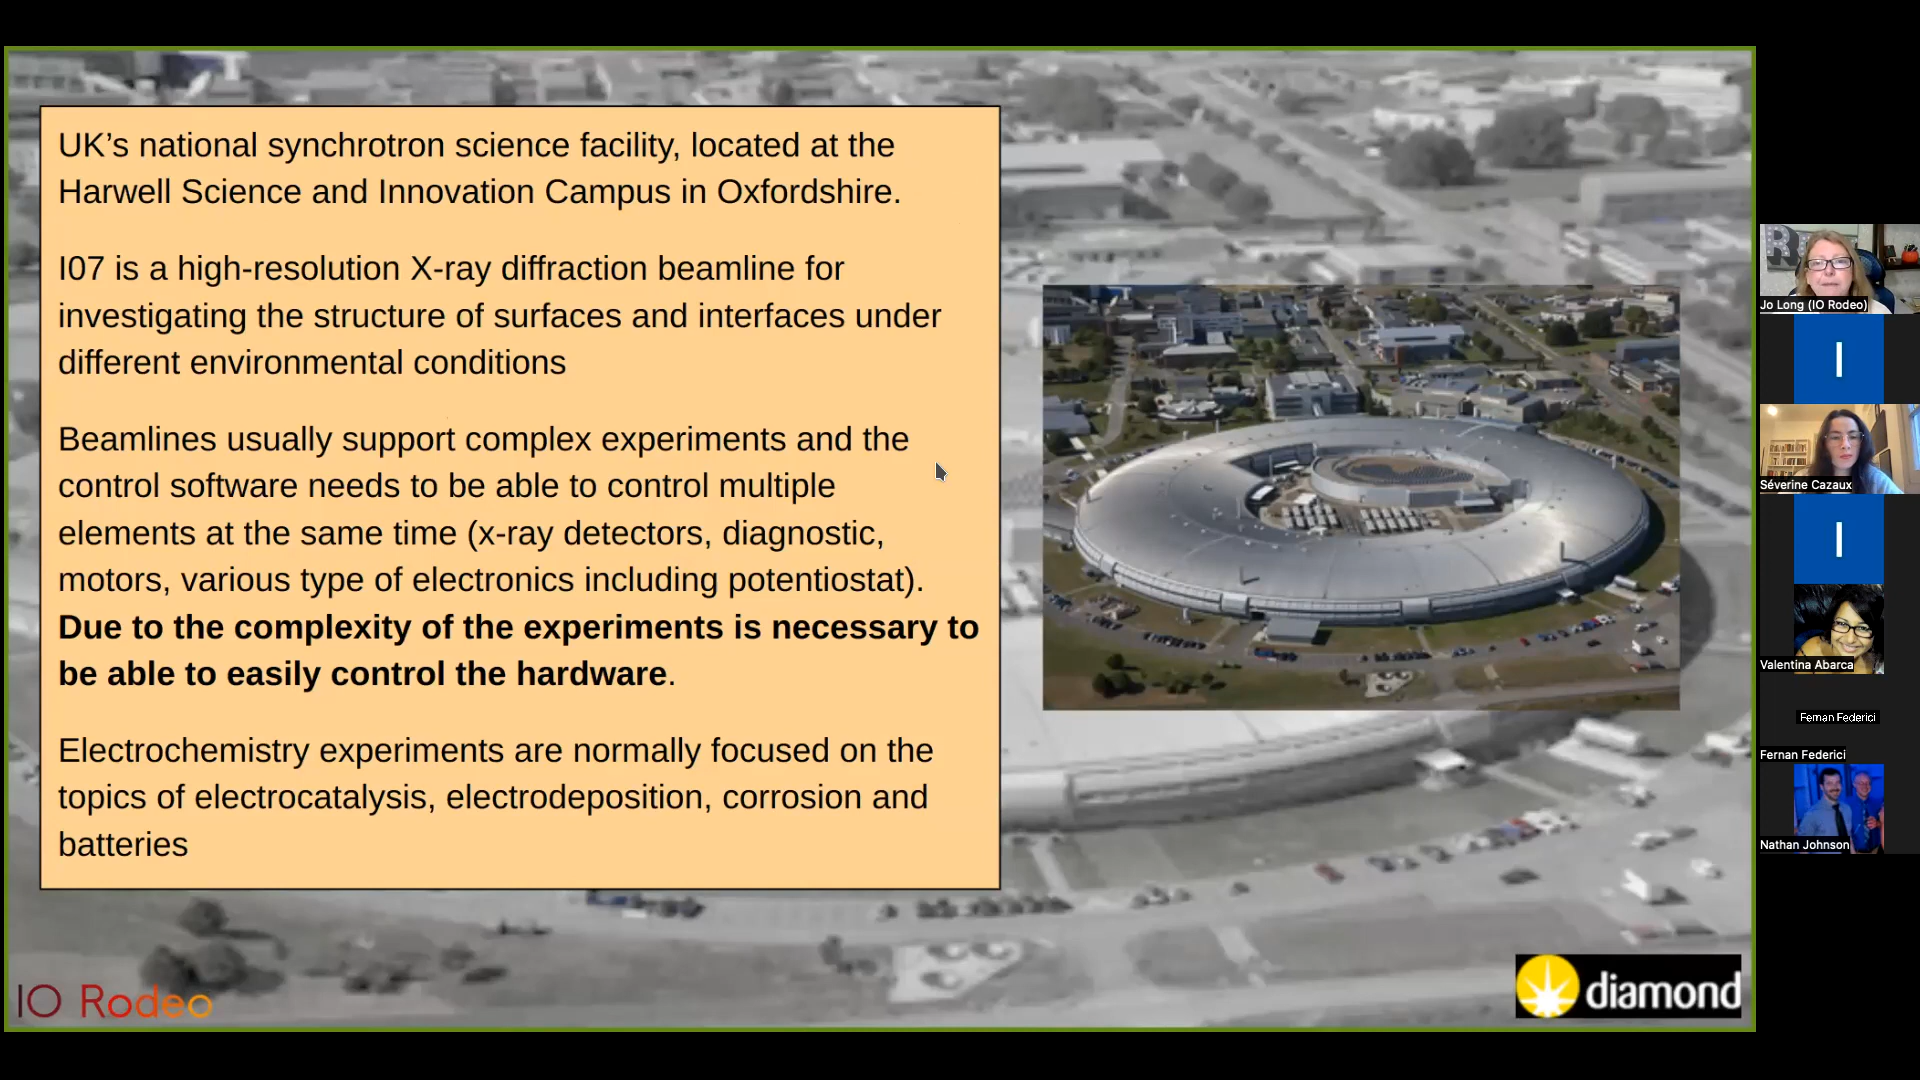 UK’s national synchrotron science facility, located at the
Harwell Science and Innovation Campus in Oxfordshire.
I07 is a high-resolution X-ray diffraction beamline for
investigating the structure of surfaces and interfaces under
different environmental conditions
Beamlines usually support complex experiments and the
control software needs to be able to control multiple
elements at the same time (x-ray detectors, diagnostic,
motors, various type of electronics including potentiostat).
Due to the complexity of the experiments is necessary to
be able to easily control the hardware.
Electrochemistry experiments are normally focused on the
topics of electrocatalysis, electrodeposition, corrosion and
batteries
IO Rodeo
diamond
R
Jo Long (IO Rodeo)
I
Séverine Cazaux
I
Valentina Abarca
Fernan Federici
Fernan Federici
Nathan Johnson